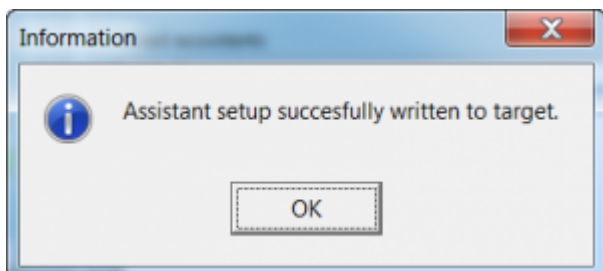 Information
Assistant setup succesfully written to target.
OK